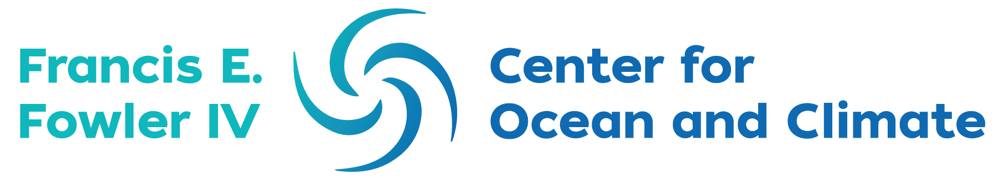 Francis E.
Fowler IV
Center for
Ocean and Climate